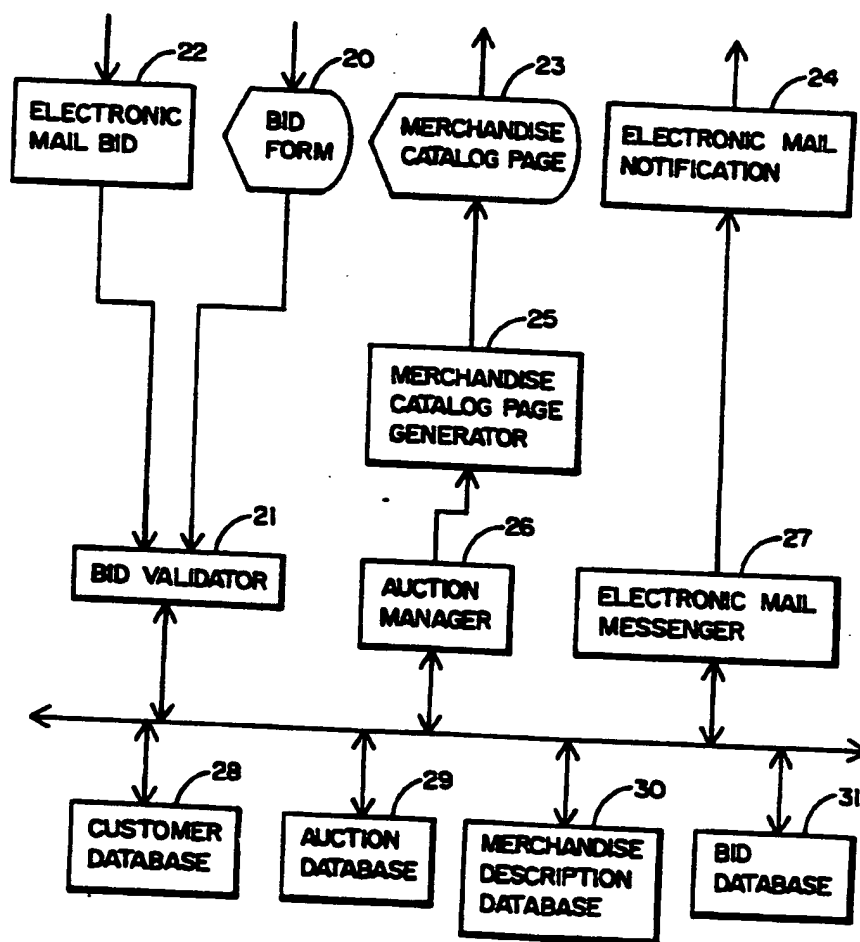 22
20
23
24
ELECTRONIC
MAIL BID
BID
FORM
MERCHANDISE
CATALOG PAGE
ELECTRONIC MAIL
NOTIFICATION
25
MERCHANDISE
CATALOG PAGE
GENERATOR
21
BID VALIDATOR
26
AUCTION
MANAGER
27
ELECTRONIC MAIL
MESSENGER
28
CUSTOMER
DATABASE
29
AUCTION
DATABASE
30
MERCHANDISE
DESCRIPTION
DATABASE
31
BID
DATABASE